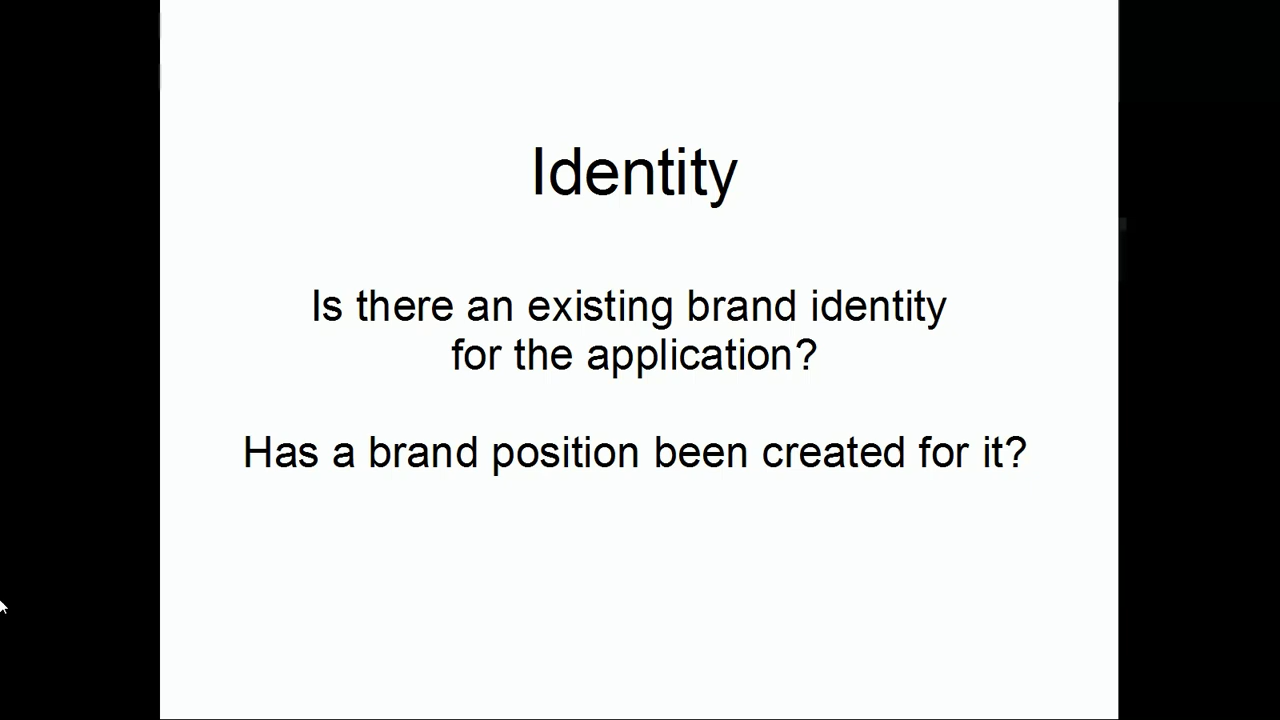 Identity
Is there an existing brand identity
for the application?
Has a brand position been created for it?